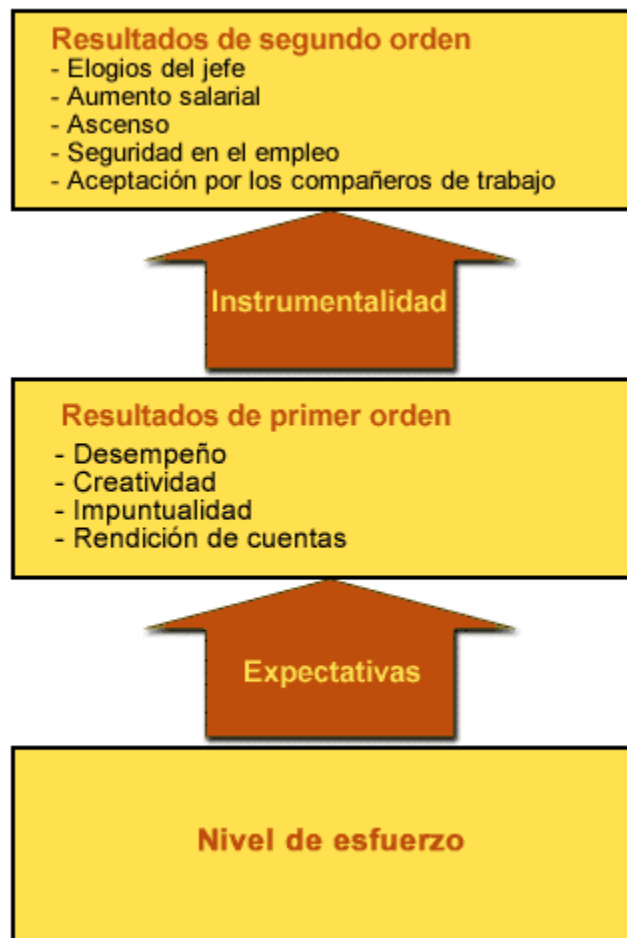 Resultados de segundo orden
- Elogios del jefe
- Aumento salarial
- Ascenso
- Seguridad en el empleo
- Aceptación por los compañeros de trabajo
Instrumentalidad
Resultados de primer orden
- Desempeño
- Creatividad
- Impuntualidad
- Rendición de cuentas
Expectativas
Nivel de esfuerzo